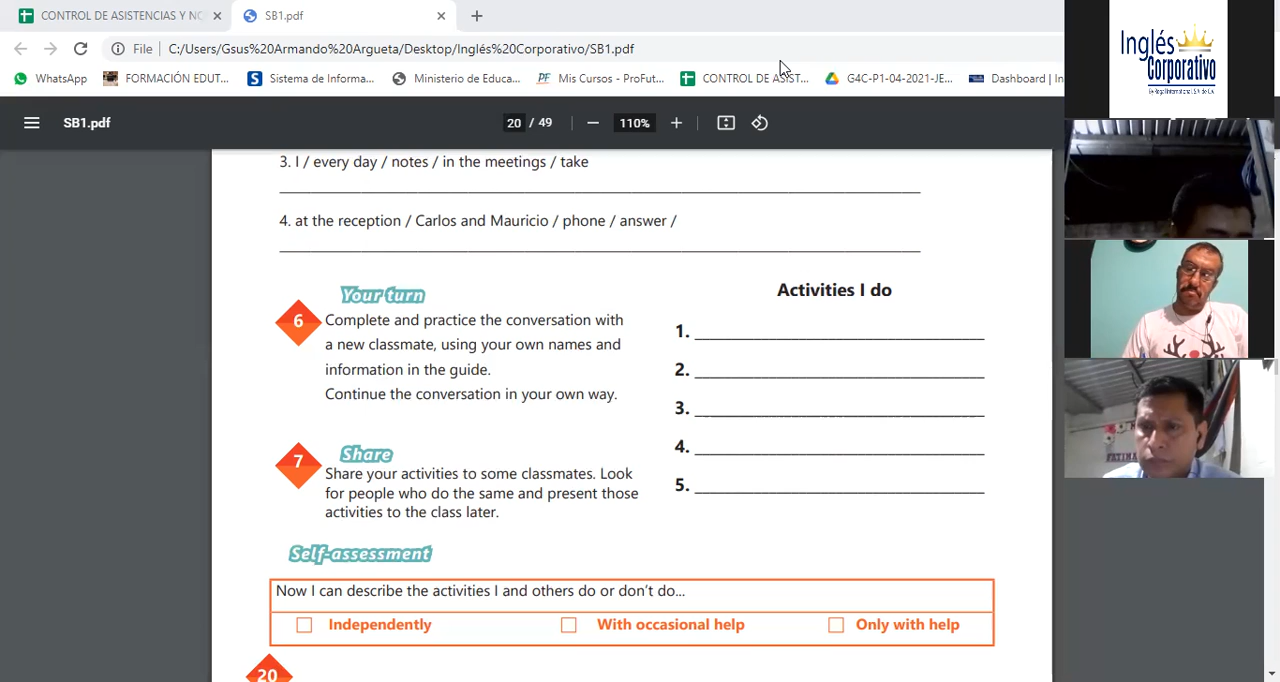 CONTROL DE ASISTENCIAS Y NO
SB1.pdf
File
C:/Users/Gsus%20Armando%20Argueta/Desktop/Inglés%20Corporativo/SB1.pdf
WhatsApp
FORMACIÓN EDUT...
Sistema de Informa...
Ministerio de Educa...
PF Mis Cursos - ProFut...
CONTROL DE ASIST...
G4C-P1-04-2021-JE...
Dashboard | In
SB1.pdf
20 / 49
110%
3. I / every day / notes / in the meetings / take
4. at the reception / Carlos and Mauricio / phone / answer /
Your turn
6
Complete and practice the conversation with
a new classmate, using your own names and
information in the guide.
Continue the conversation in your own way.
Activities I do
1.
2.
3.
4.
5.
Share
7
Share your activities to some classmates. Look
for people who do the same and present those
activities to the class later.
Self-assessment
Now I can describe the activities I and others do or don't do...
Independently
With occasional help
Only with help
20
Inglés
Corporativo
FATIMA